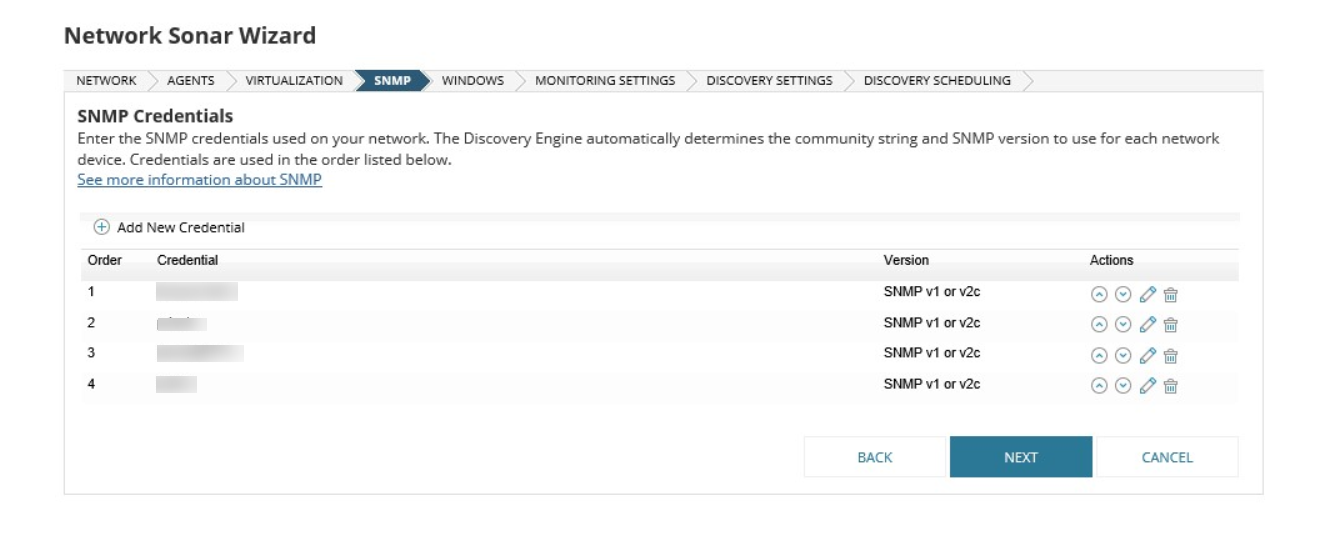 Network Sonar Wizard
NETWORK AGENTS VIRTUALIZATION SNMP WINDOWS MONITORING SETTINGS DISCOVERY SETTINGS DISCOVERY SCHEDULING
SNMP Credentials
Enter the SNMP credentials used on your network. The Discovery Engine automatically determines the community string and SNMP version to use for each network
device. Credentials are used in the order listed below.
See more information about SNMP
Add New Credential
Order Credential Version Actions
1 SNMP v1 or v2c
2 SNMP v1 or v2c
3 SNMP v1 or v2c
4 SNMP v1 or v2c
BACK NEXT CANCEL